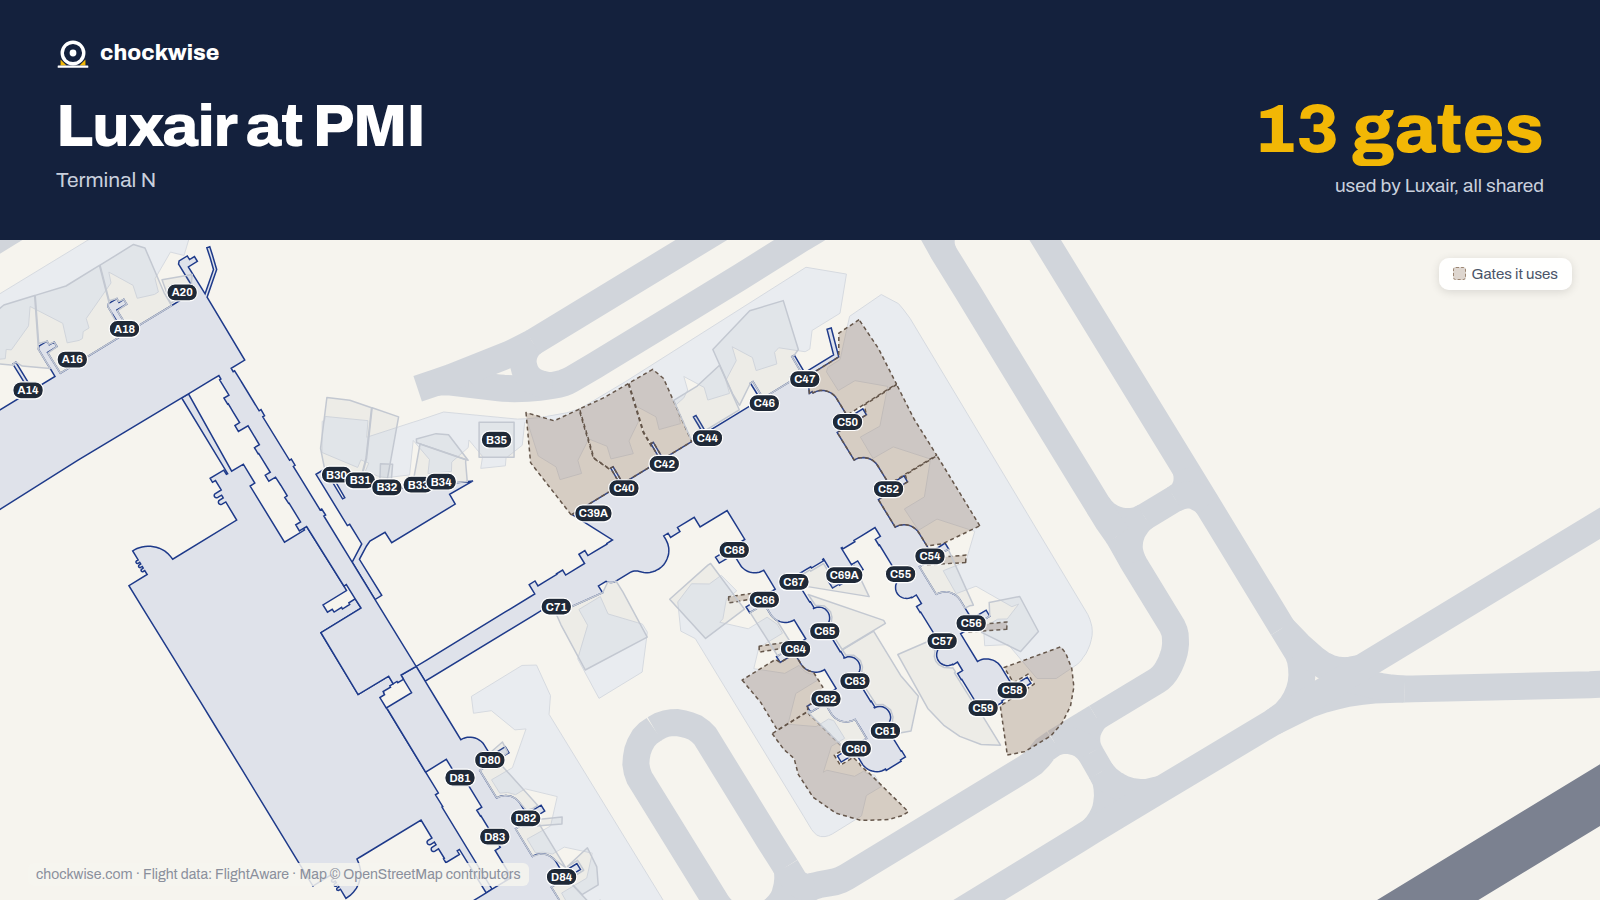 chockwise
Luxair at PMI
Terminal N
13 gates
used by Luxair, all shared
Gates it uses
A20
A18
A16
A14
B35
B30
B31
B32
B33
B34
C47
C46
C44
C42
C40
C39A
C50
C52
C54
C55
C56
C57
C58
C59
C68
C67
C69A
C66
C65
C64
C63
C62
C61
C60
C71
D80
D81
D82
D83
D84
chockwise.com · Flight data: FlightAware · Map © OpenStreetMap contributors